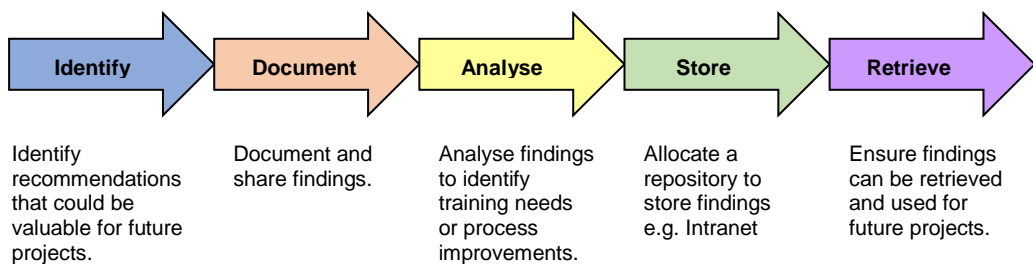 Identify
Document
Analyse
Store
Retrieve
Identify
recommendations
that could be
valuable for future
projects.
Document and
share findings.
Analyse findings
to identify
training needs
or process
improvements.
Allocate a
repository to
store findings
e.g. Intranet
Ensure findings
can be retrieved
and used for
future projects.